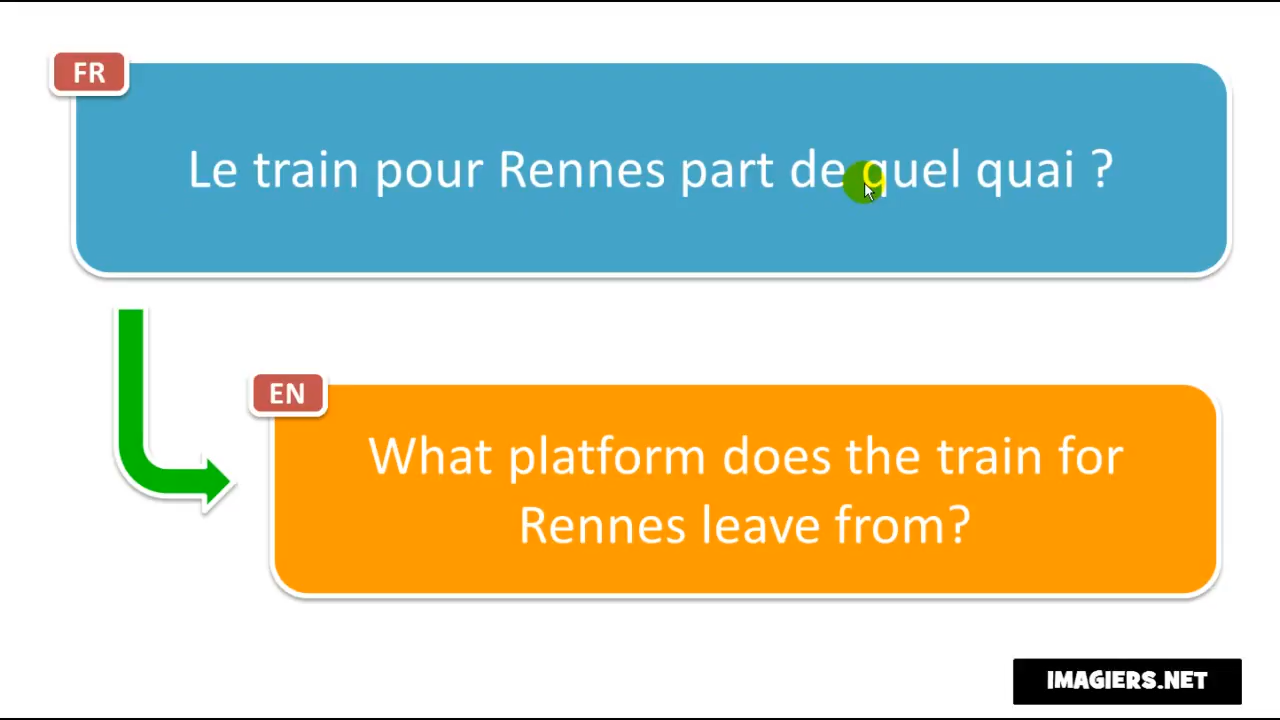 FR
Le train pour Rennes part de quel quai ?
EN
What platform does the train for
Rennes leave from?
IMAGIERS.NET